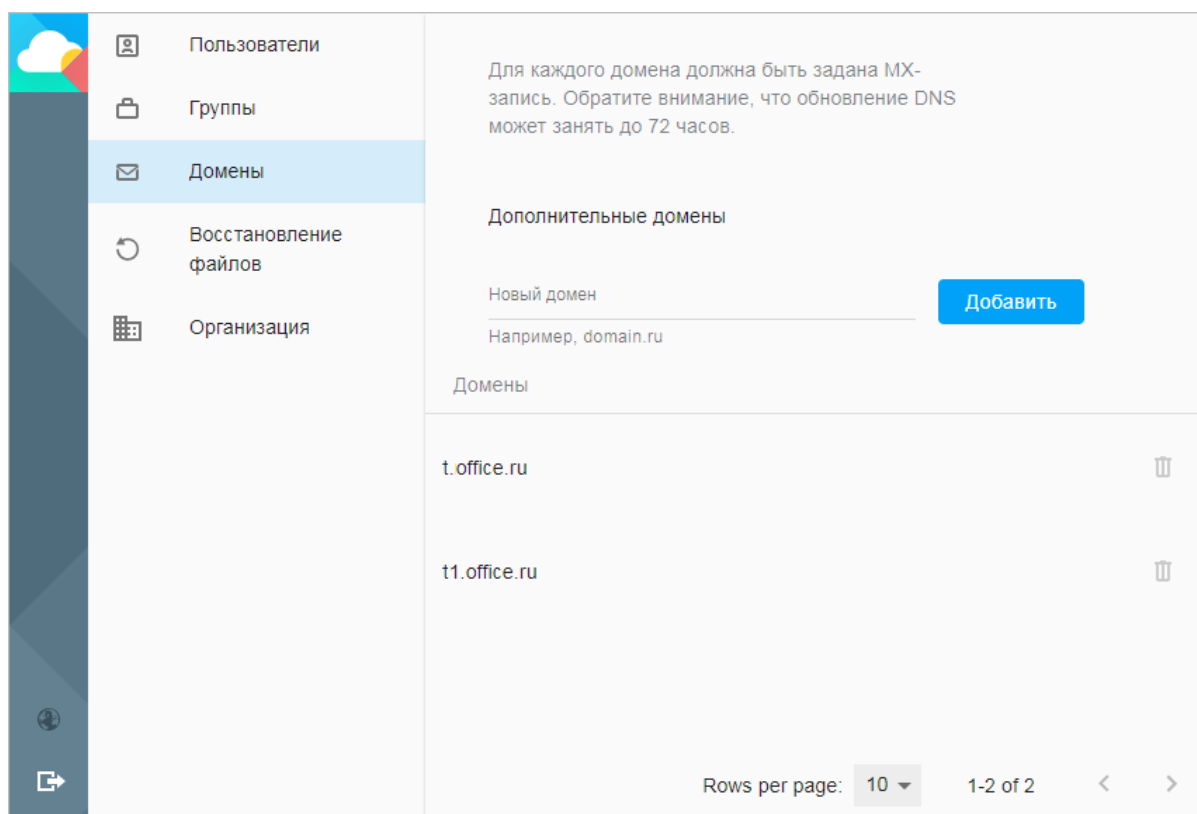 Пользователи
Группы
Домены
Восстановление
файлов
Организация
Для каждого домена должна быть задана MX-
запись. Обратите внимание, что обновление DNS
может занять до 72 часов.
Дополнительные домены
Новый домен
Добавить
Например, domain.ru
Домены
t.office.ru
t1.office.ru
Rows per page: 10 1-2 of 2